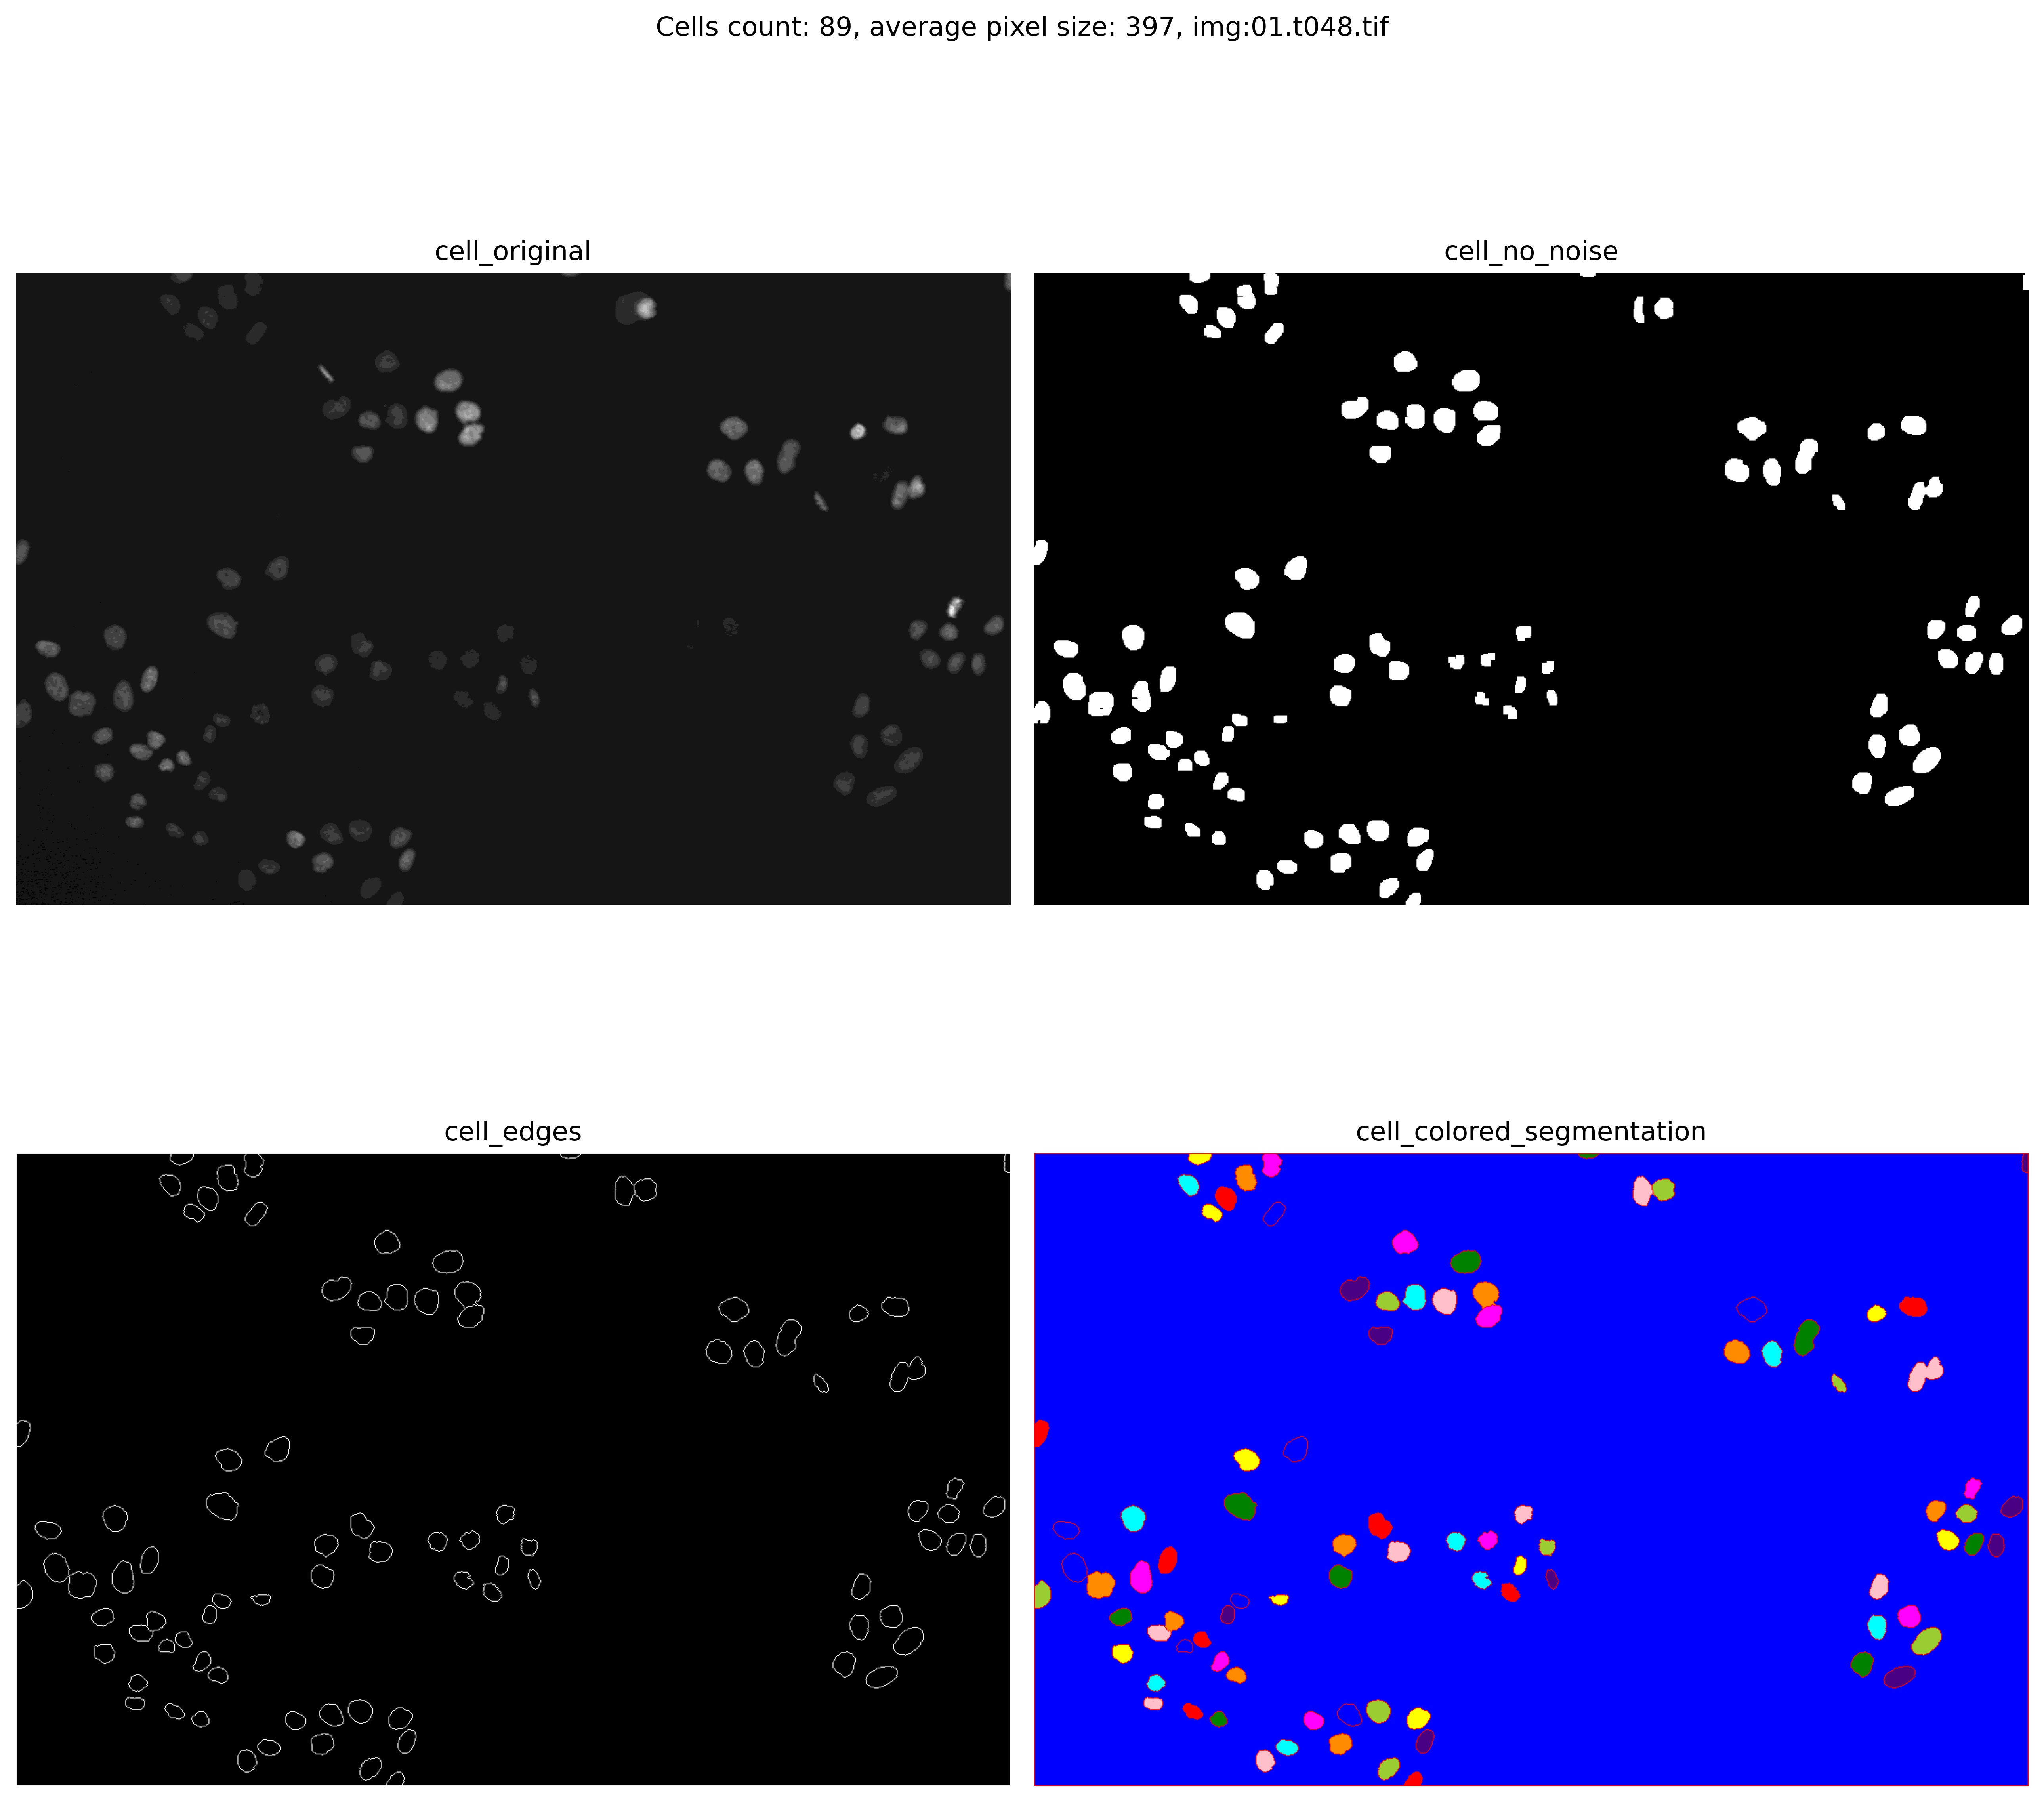 Cells count: 89, average pixel size: 397, img:01.t048.tif
cell_original
cell_no_noise
cell_edges
cell_colored_segmentation